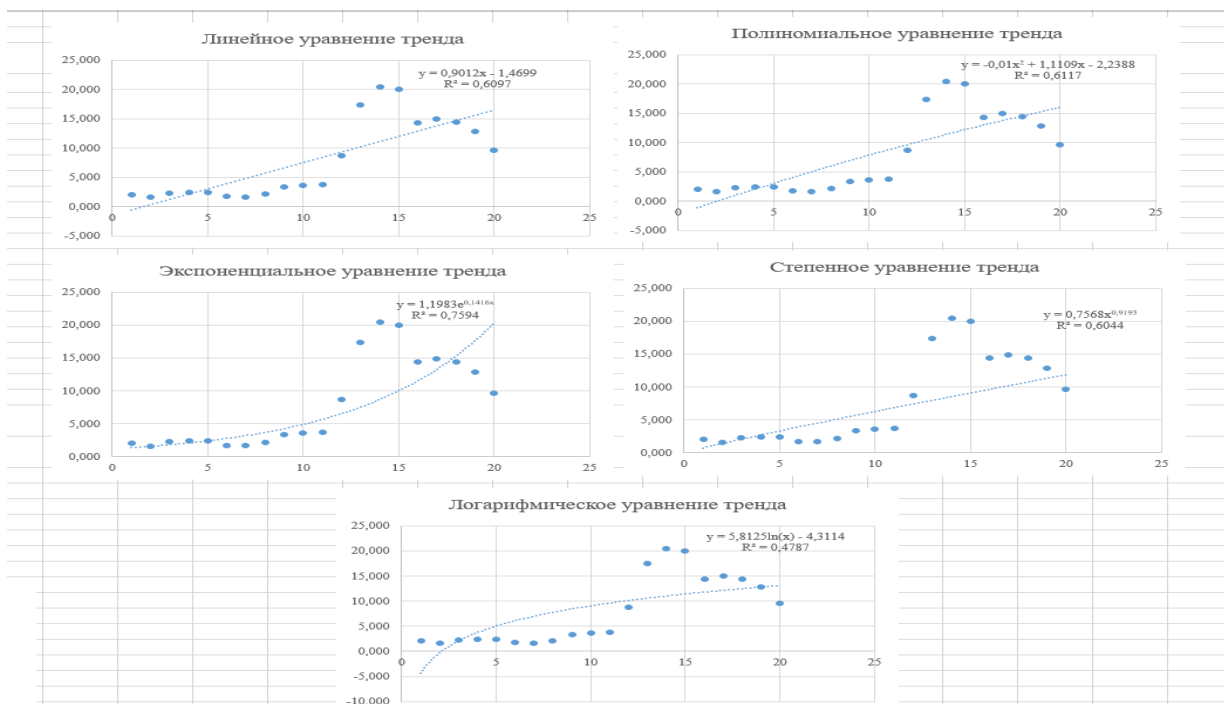 Линейное уравнение тренда
25,000
20,000
15,000
10,000
5,000
0,000
-5,000
0 5 10 15 20 25
y = 0,9012x - 1,4699
R² = 0,6097
Полиномиальное уравнение тренда
25,000
20,000
15,000
10,000
5,000
0,000
-5,000
0 5 10 15 20 25
y = -0,01x² + 1,1109x - 2,2388
R² = 0,6117
Экспоненциальное уравнение тренда
25,000
20,000
15,000
10,000
5,000
0,000
0 5 10 15 20 25
y = 1,1983e^0,1416x
R² = 0,7594
Степенное уравнение тренда
25,000
20,000
15,000
10,000
5,000
0,000
0 5 10 15 20 25
y = 0,7568x^0,9193
R² = 0,6044
Логарифмическое уравнение тренда
25,000
20,000
15,000
10,000
5,000
0,000
-5,000
-10,000
0 5 10 15 20 25
y = 5,8125ln(x) - 4,3114
R² = 0,4787